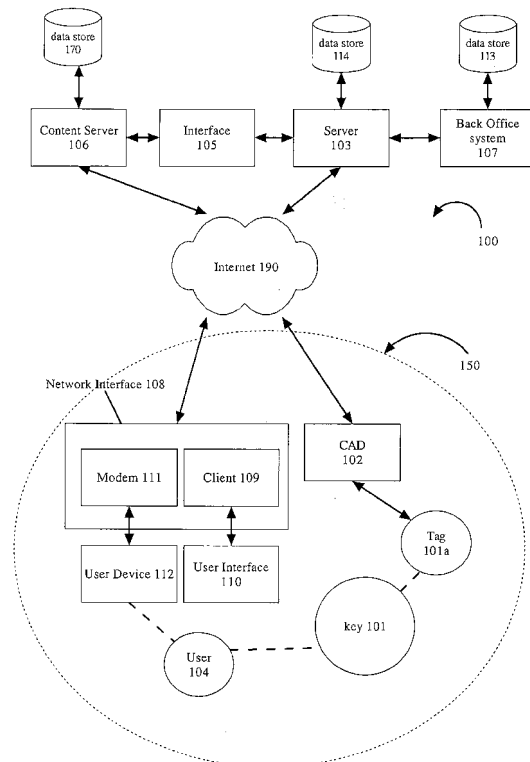 data store
170
data store
114
data store
113
Content Server
106
Interface
105
Server
103
Back Office
system
107
100
Internet 190
150
Network Interface 108
Modem 111
Client 109
CAD
102
Tag
101a
User Device 112
User Interface
110
key 101
User
104